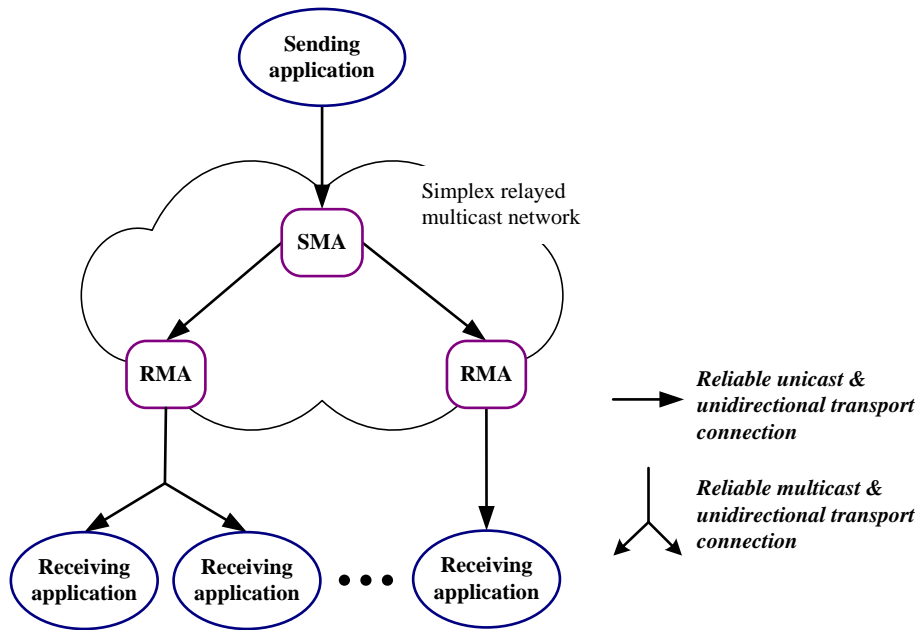 Sending
application
Simplex relayed
multicast network
SMA
RMA
RMA
Reliable unicast &
unidirectional transport
connection
Reliable multicast &
unidirectional transport
connection
Receiving
application
Receiving
application
Receiving
application